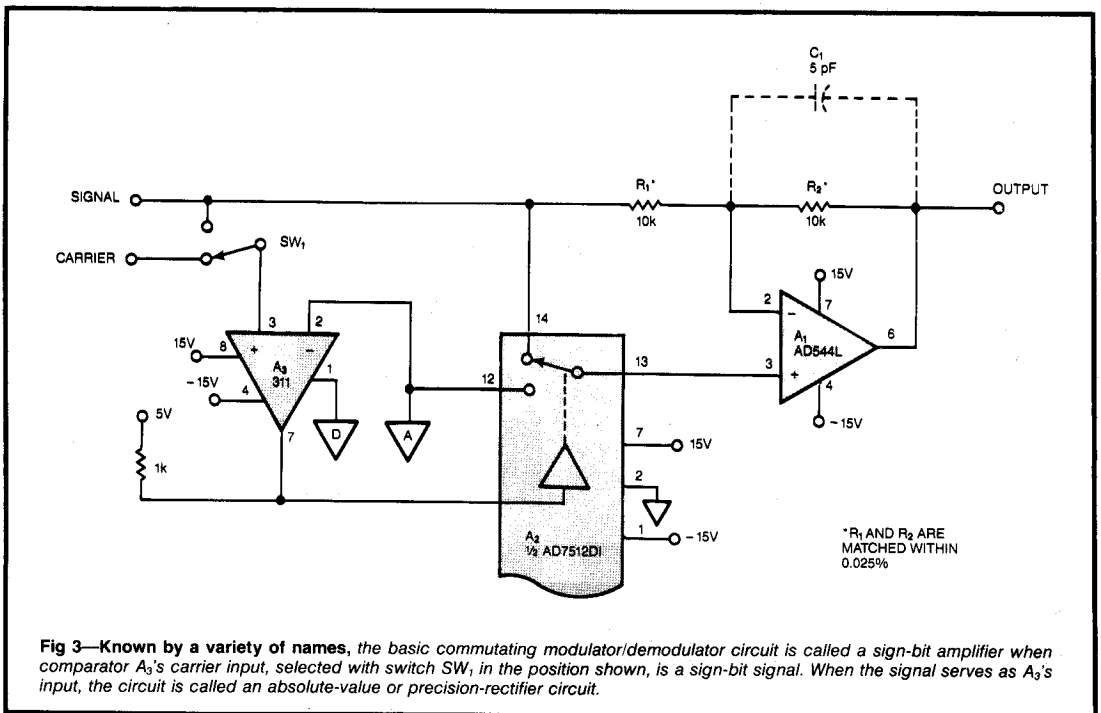 C1
5 pF
SIGNAL
R1*
10k
R2*
10k
OUTPUT
CARRIER
SW1
15V
2
7
A1
AD544L
6
3
4
-15V
3
2
15V
8
A3
311
1
-15V
4
D
A
7
5V
1k
14
12
13
7
15V
2
1
-15V
A2
½ AD7512DI
*R1 AND R2 ARE
MATCHED WITHIN
0.025%
+
-
-
+
Fig 3—Known by a variety of names, the basic commutating modulator/demodulator circuit is called a sign-bit amplifier when
comparator A3's carrier input, selected with switch SW1 in the position shown, is a sign-bit signal. When the signal serves as A3's
input, the circuit is called an absolute-value or precision-rectifier circuit.